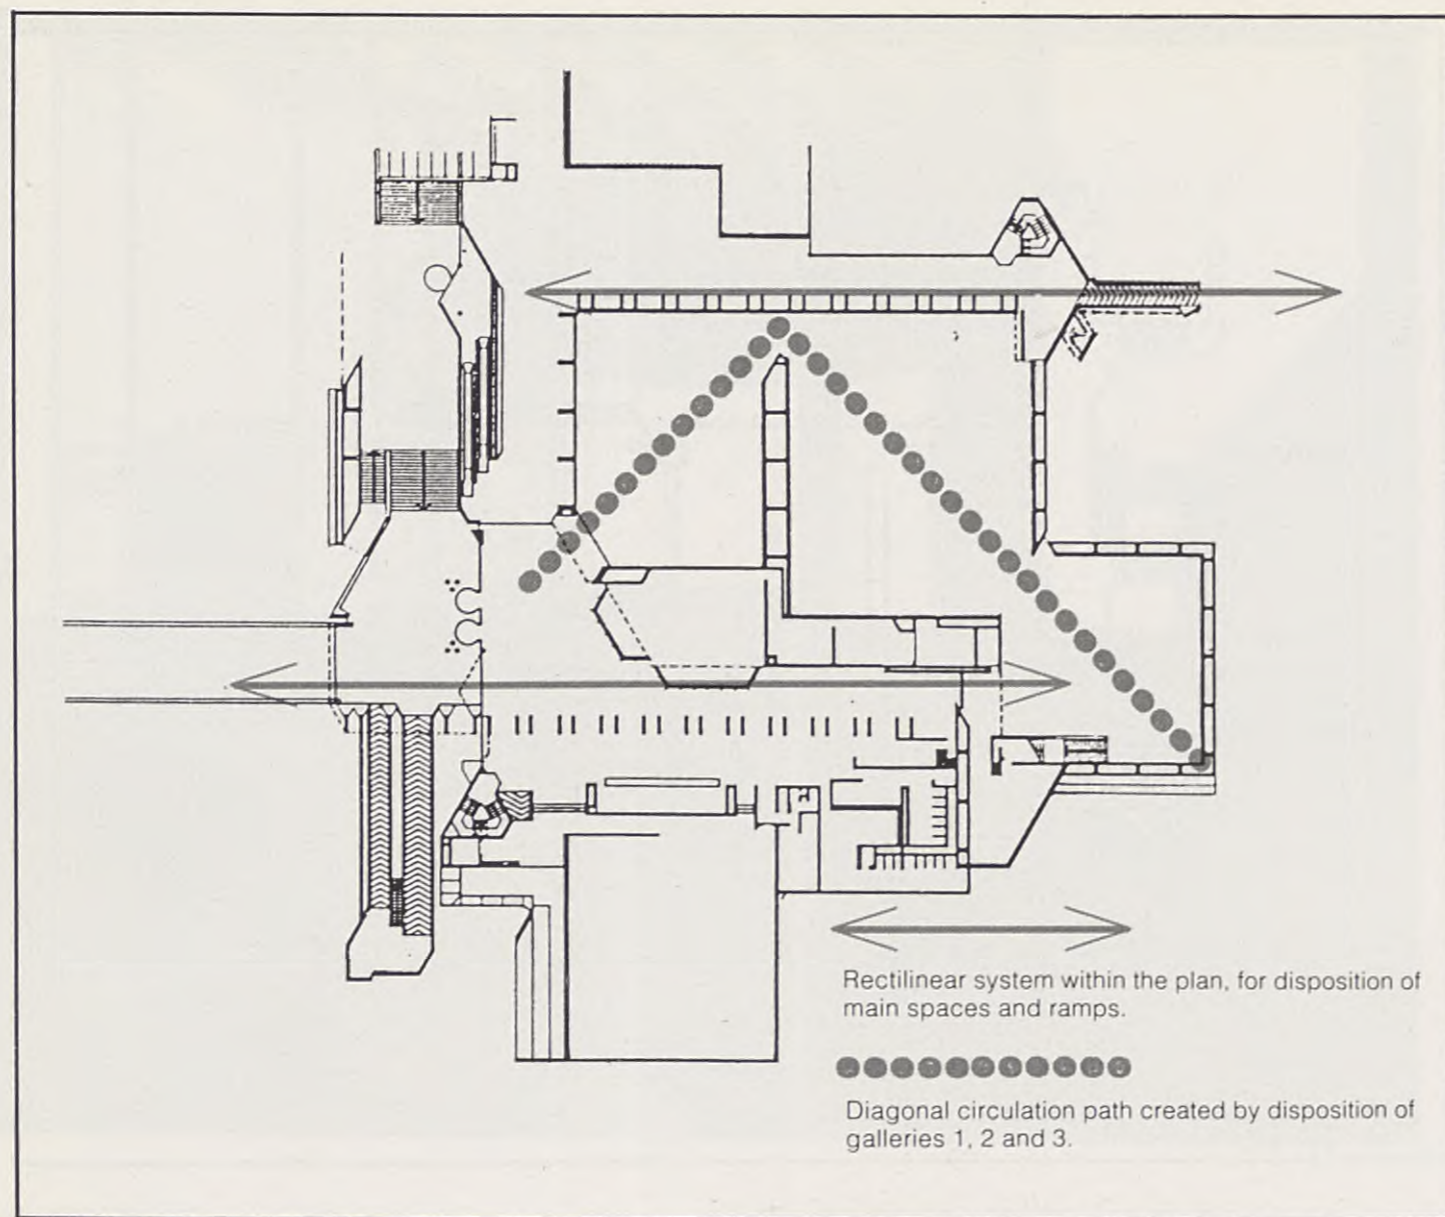 Rectilinear system within the plan, for disposition of
main spaces and ramps.
Diagonal circulation path created by disposition of
galleries 1, 2 and 3.